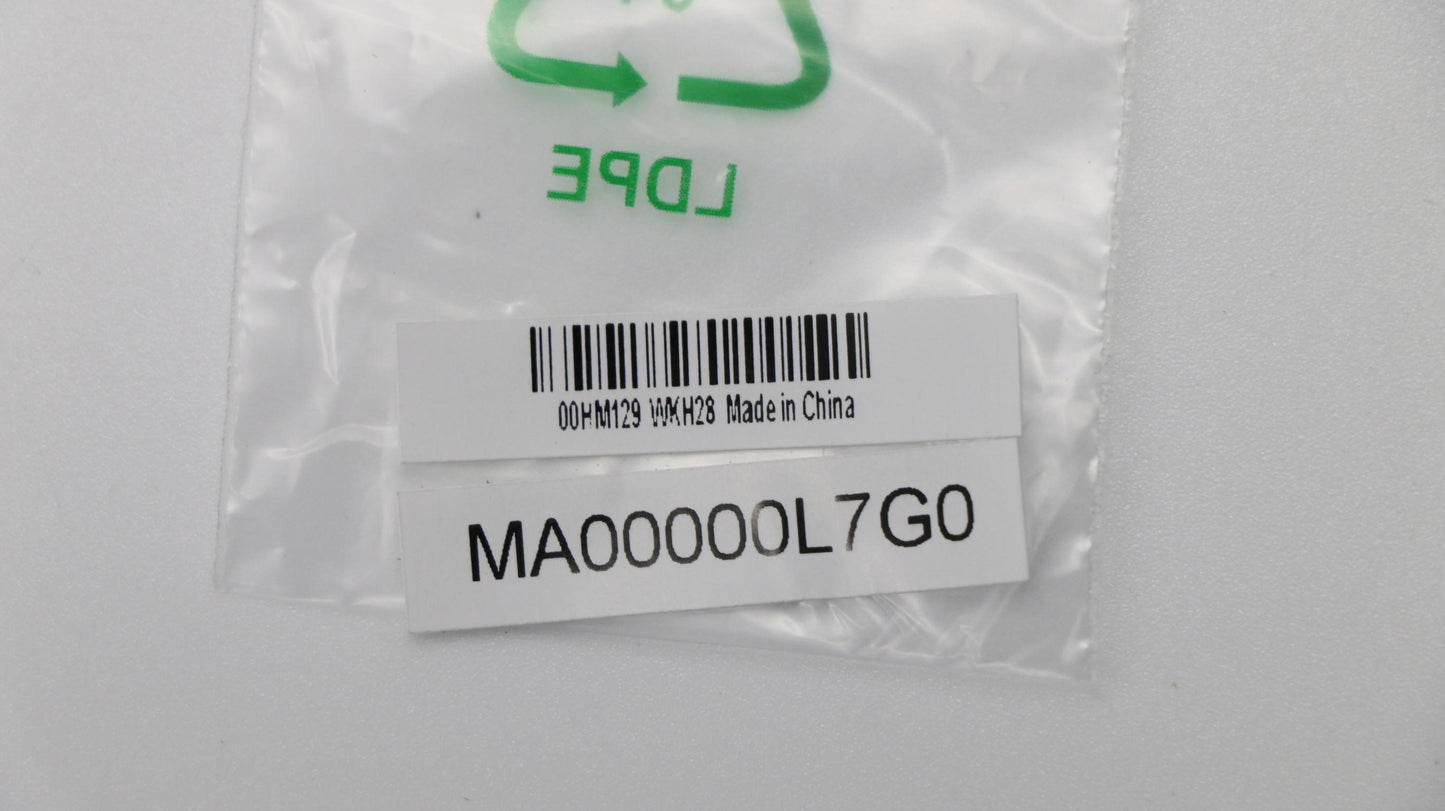 LDPE
00HM129 WKH28 Made in China
MA00000L7G0